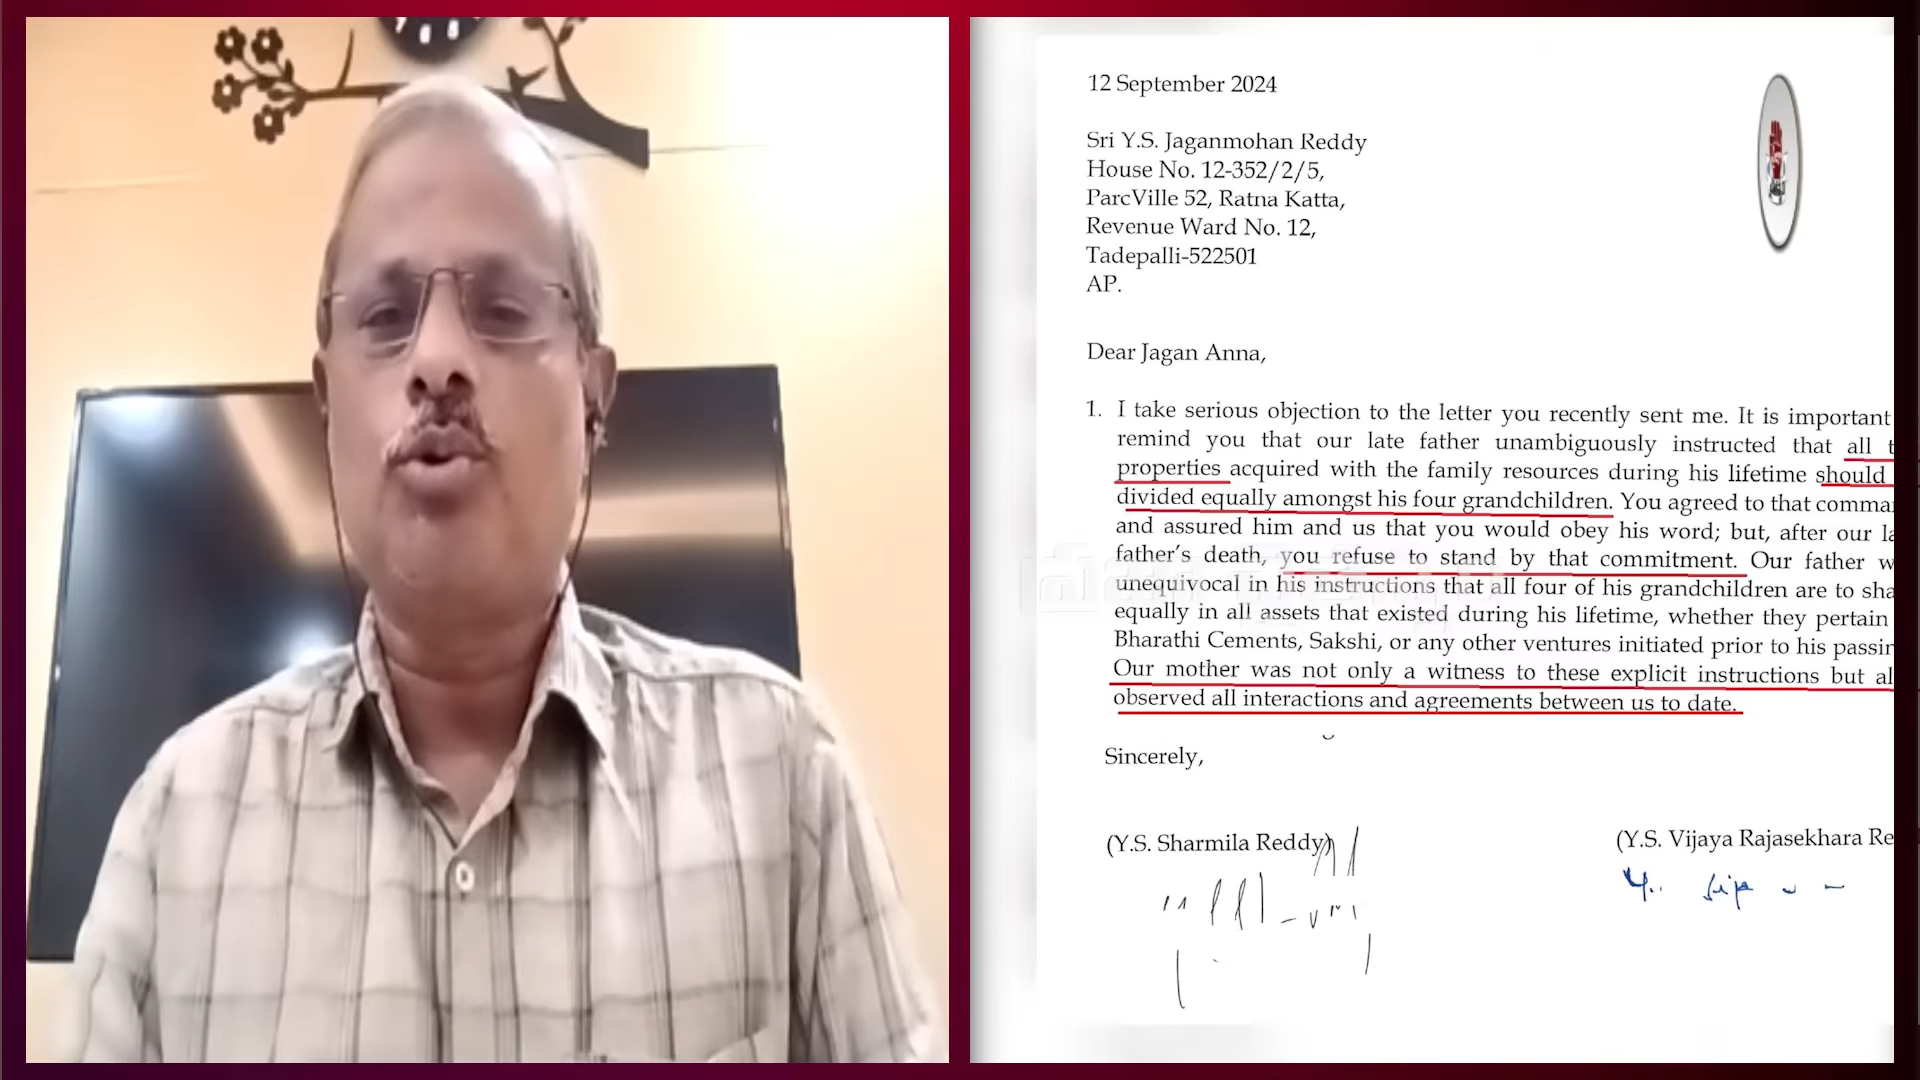 12 September 2024
Sri Y.S. Jaganmohan Reddy
House No. 12-352/2/5,
ParcVille 52, Ratna Katta,
Revenue Ward No. 12,
Tadepalli-522501
AP.
Dear Jagan Anna,
1. I take serious objection to the letter you recently sent me. It is important
remind you that our late father unambiguously instructed that all t
properties acquired with the family resources during his lifetime should
divided equally amongst his four grandchildren. You agreed to that comma
and assured him and us that you would obey his word; but, after our la
father's death, you refuse to stand by that commitment. Our father w
unequivocal in his instructions that all four of his grandchildren are to sha
equally in all assets that existed during his lifetime, whether they pertain
Bharathi Cements, Sakshi, or any other ventures initiated prior to his passin
Our mother was not only a witness to these explicit instructions but al
observed all interactions and agreements between us to date.
Sincerely,
(Y.S. Sharmila Reddy)
(Y.S. Vijaya Rajasekhara Re